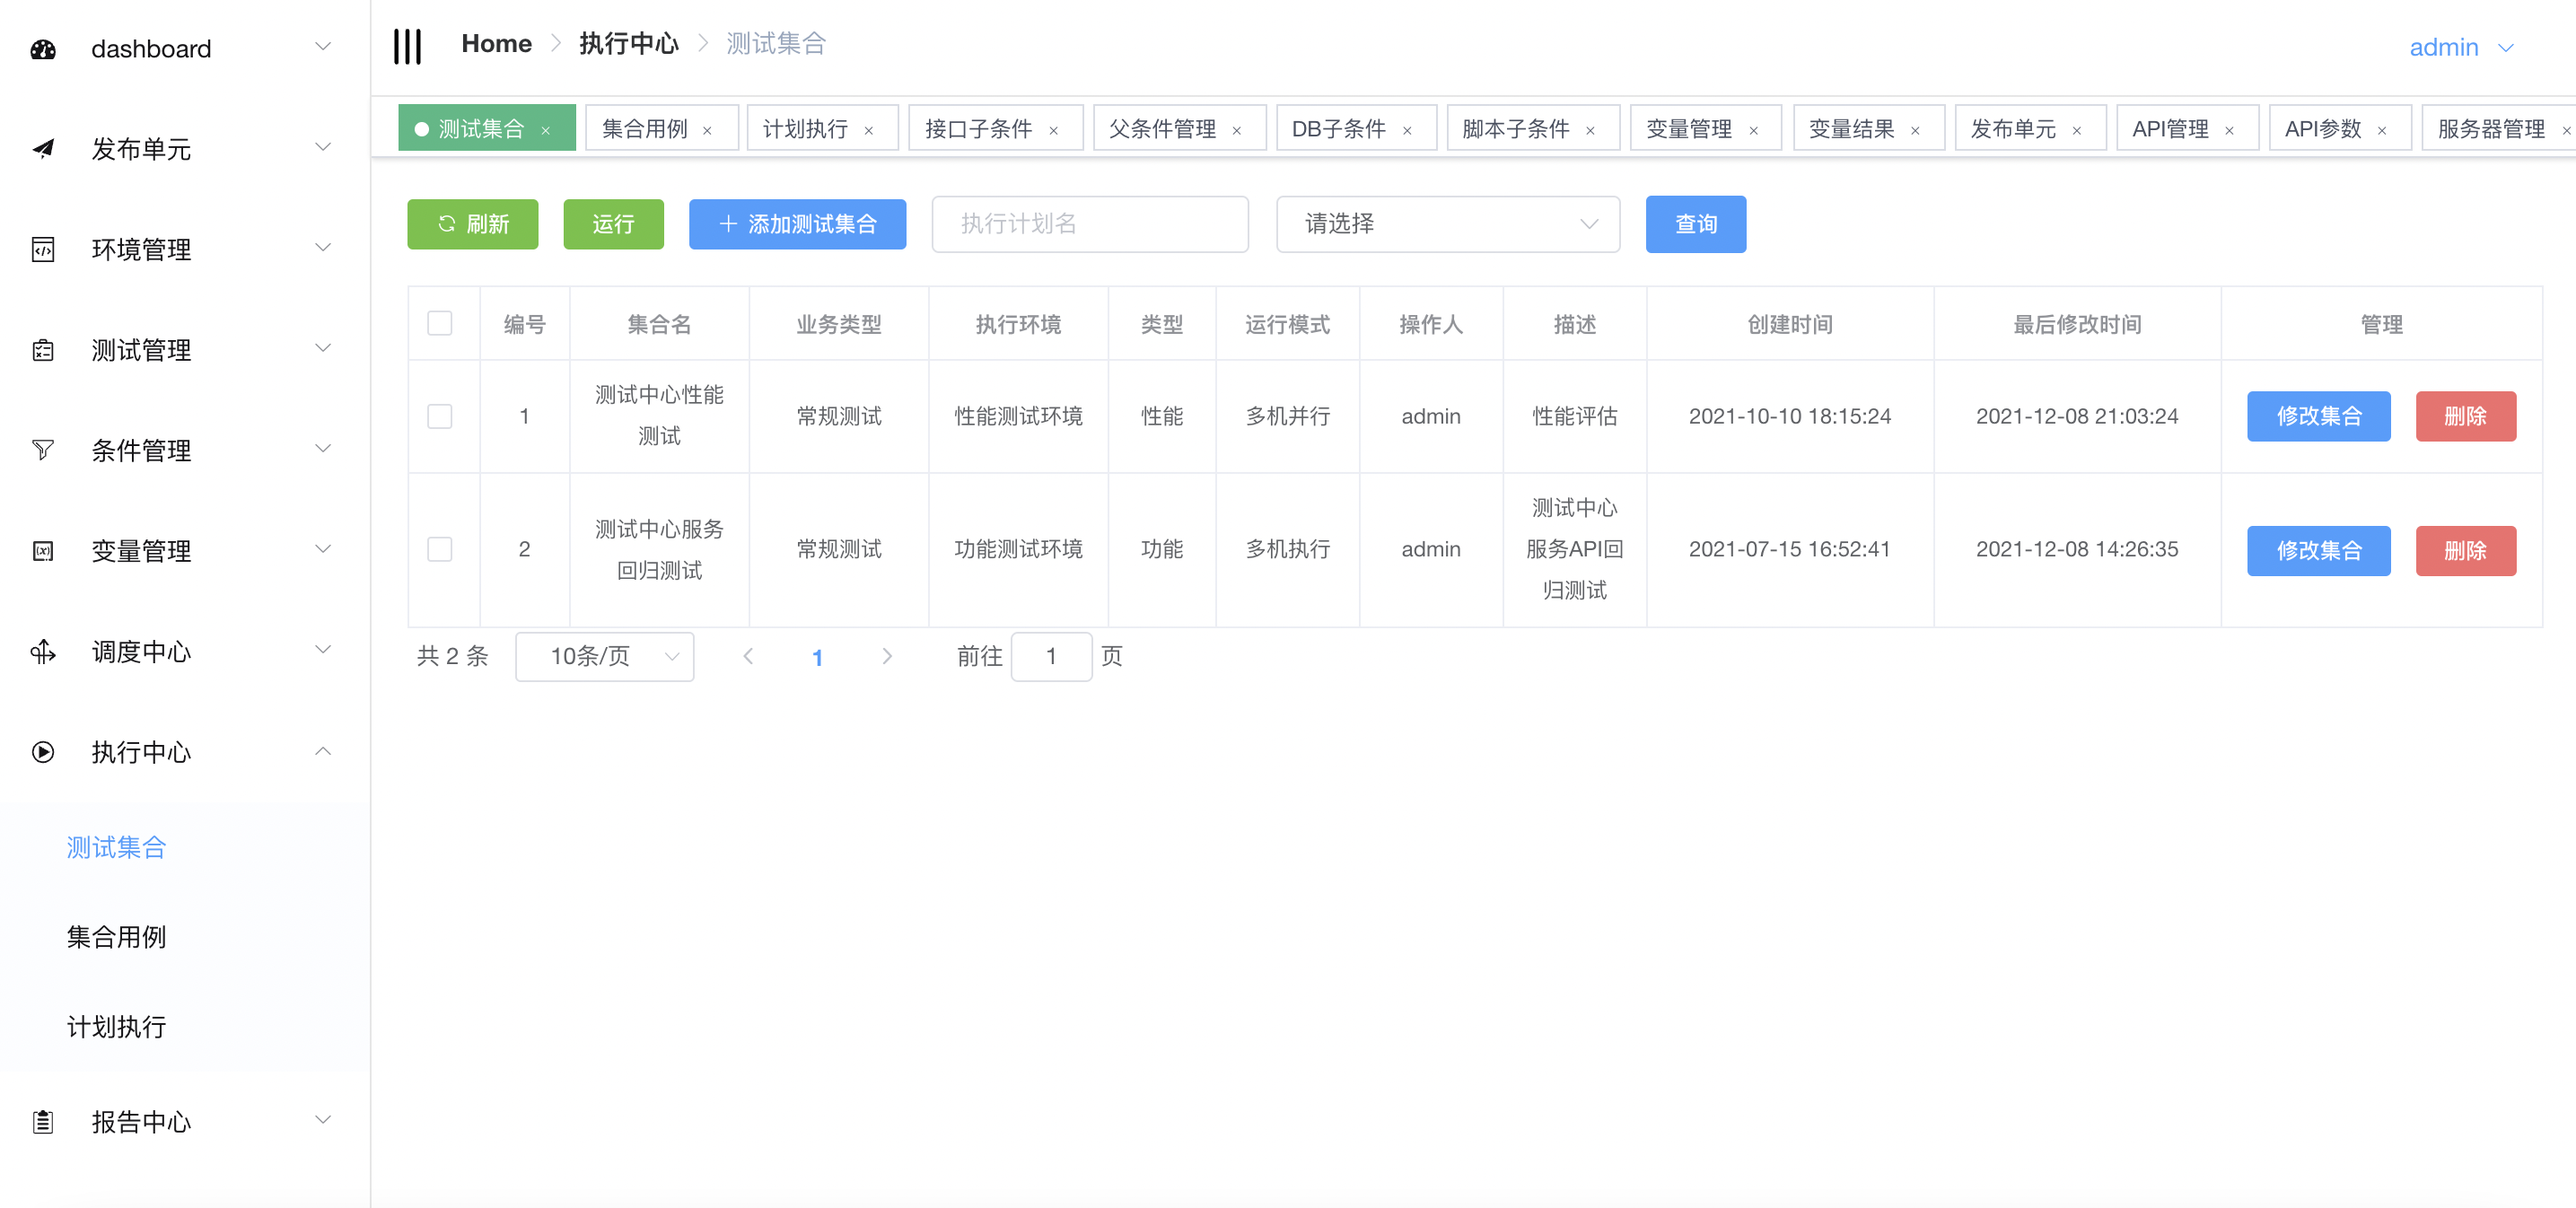 dashboard
发布单元
环境管理
测试管理
条件管理
变量管理
调度中心
执行中心
测试集合
集合用例
计划执行
报告中心
Home 执行中心 测试集合
admin
测试集合 × 集合用例 × 计划执行 × 接口子条件 × 父条件管理 × DB子条件 × 脚本子条件 × 变量管理 × 变量结果 × 发布单元 × API管理 × API参数 × 服务器管理 ×
刷新 运行 添加测试集合 执行计划名 请选择 查询
编号 集合名 业务类型 执行环境 类型 运行模式 操作人 描述 创建时间 最后修改时间 管理
1 测试中心性能 常规测试 性能测试环境 性能 多机并行 admin 性能评估 2021-10-10 18:15:24 2021-12-08 21:03:24 修改集合 删除
测试
2 测试中心服务 常规测试 功能测试环境 功能 多机执行 admin 测试中心 2021-07-15 16:52:41 2021-12-08 14:26:35 修改集合 删除
回归测试 服务API回
归测试
共 2 条 10条/页 1 前往 1 页